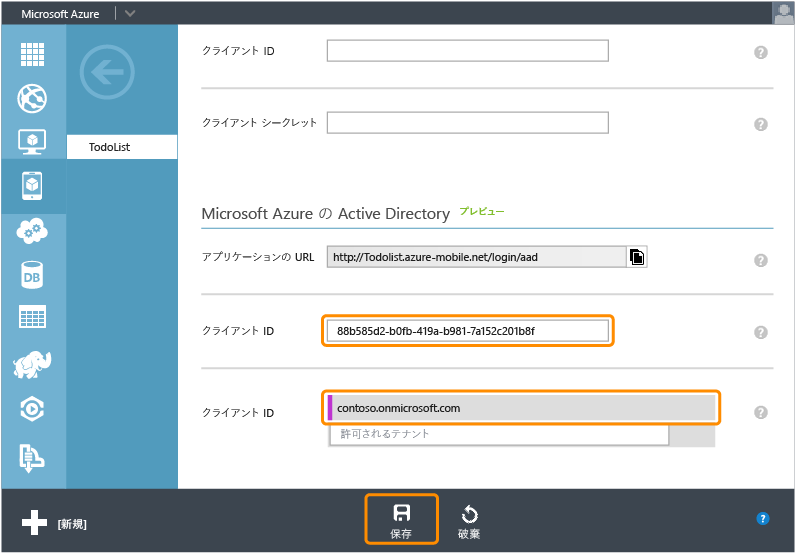 Microsoft Azure
クライアント ID
クライアント シークレット
TodoList
Microsoft Azure の Active Directory プレビュー
アプリケーションの URL http://Todolist.azure-mobile.net/login/aad
クライアント ID 88b585d2-b0fb-419a-b981-7a152c201b8f
DB
クライアント ID contoso.onmicrosoft.com
許可されるテナント
[新規] 保存 破棄